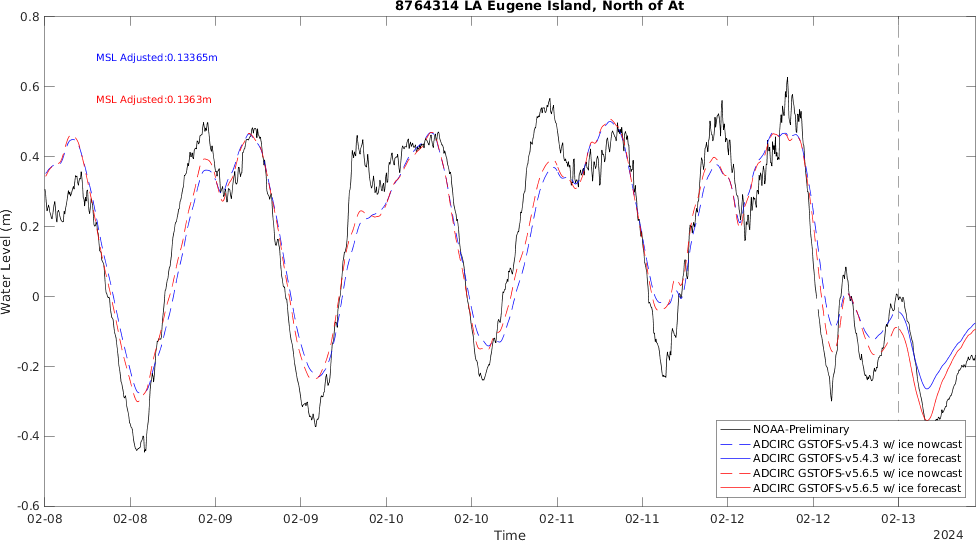 8764314 LA Eugene Island, North of At
MSL Adjusted:0.13365m
MSL Adjusted:0.1363m
Water Level (m)
0.8
0.6
0.4
0.2
0
-0.2
-0.4
-0.6
NOAA-Preliminary
ADCIRC GSTOFS-v5.4.3 w/ ice nowcast
ADCIRC GSTOFS-v5.4.3 w/ ice forecast
ADCIRC GSTOFS-v5.6.5 w/ ice nowcast
ADCIRC GSTOFS-v5.6.5 w/ ice forecast
02-08 02-08 02-09 02-09 02-10 02-10 02-11 02-11 02-12 02-12 02-13
Time
2024